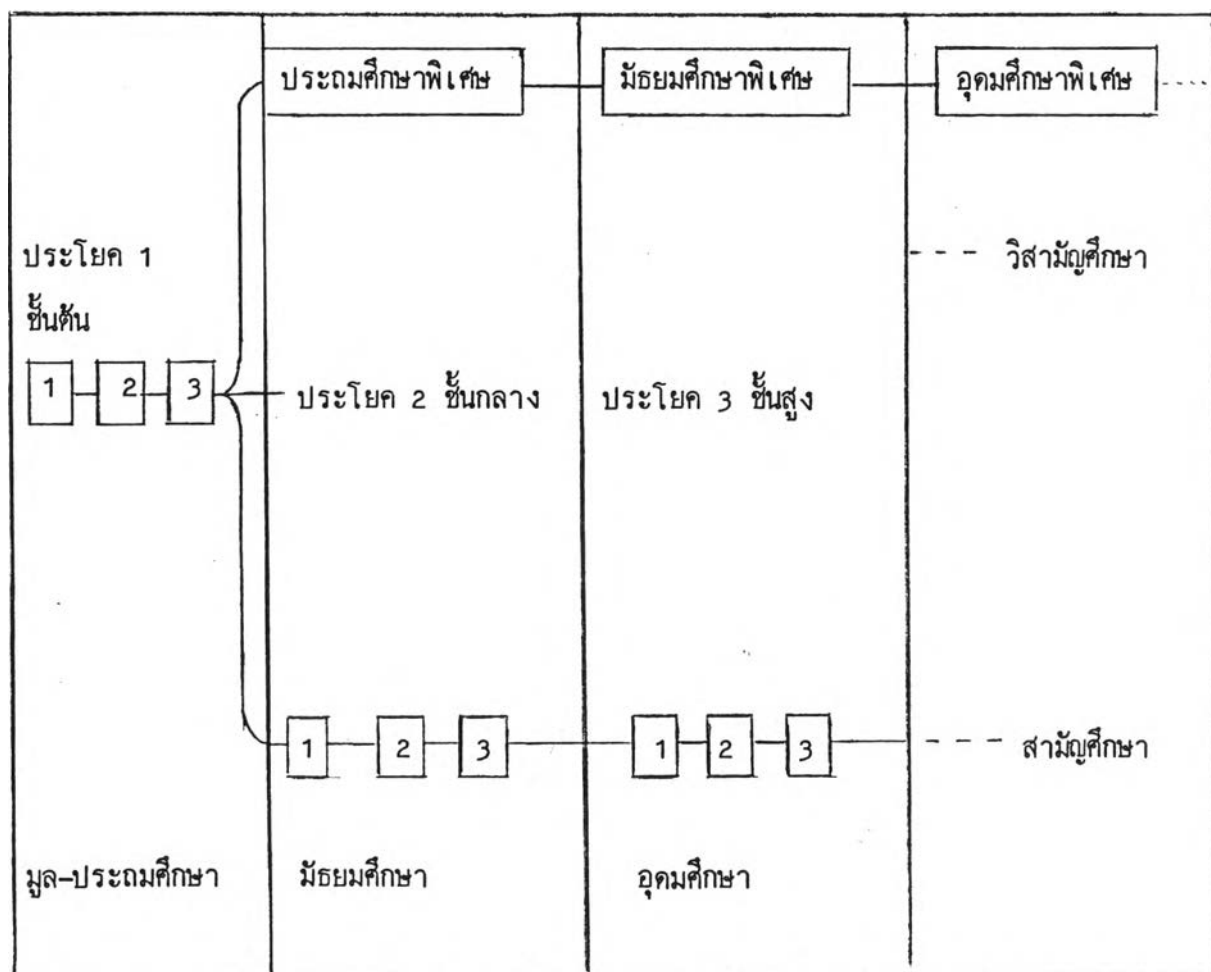 ประถมศึกษาพิเศษ มัธยมศึกษาพิเศษ อุดมศึกษาพิเศษ
ประโยค 1 วิสามัญศึกษา
ชั้นต้น
1 2 3 ประโยค 2 ชั้นกลาง ประโยค 3 ชั้นสูง
1 2 3 1 2 3 สามัญศึกษา
มูล-ประถมศึกษา มัธยมศึกษา อุดมศึกษา